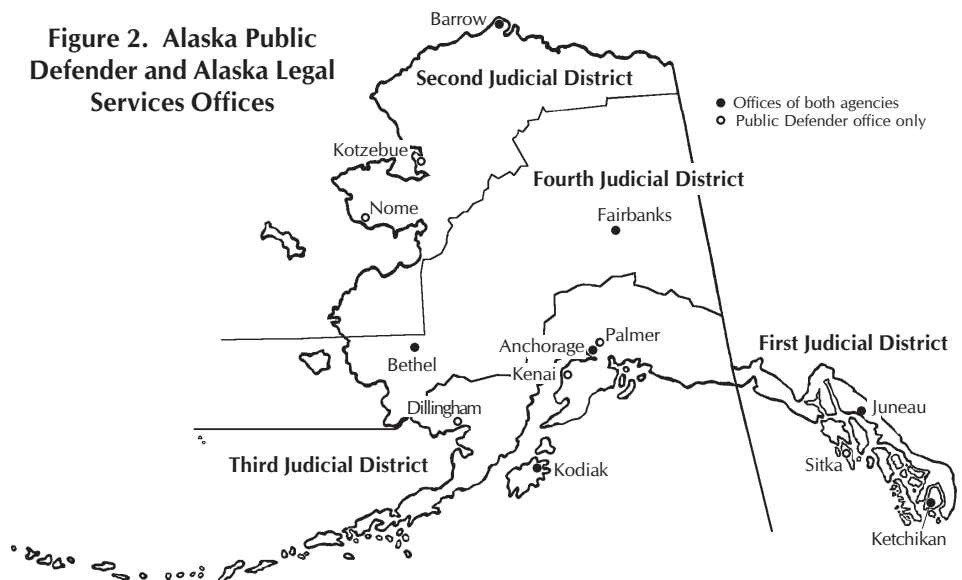 Figure 2. Alaska Public
Defender and Alaska Legal
Services Offices
Barrow
Second Judicial District
Offices of both agencies
Public Defender office only
Kotzebue
Fourth Judicial District
Nome
Fairbanks
Palmer
Anchorage
First Judicial District
Bethel
Kenai
Dillingham
Juneau
Third Judicial District
Kodiak
Sitka
Ketchikan